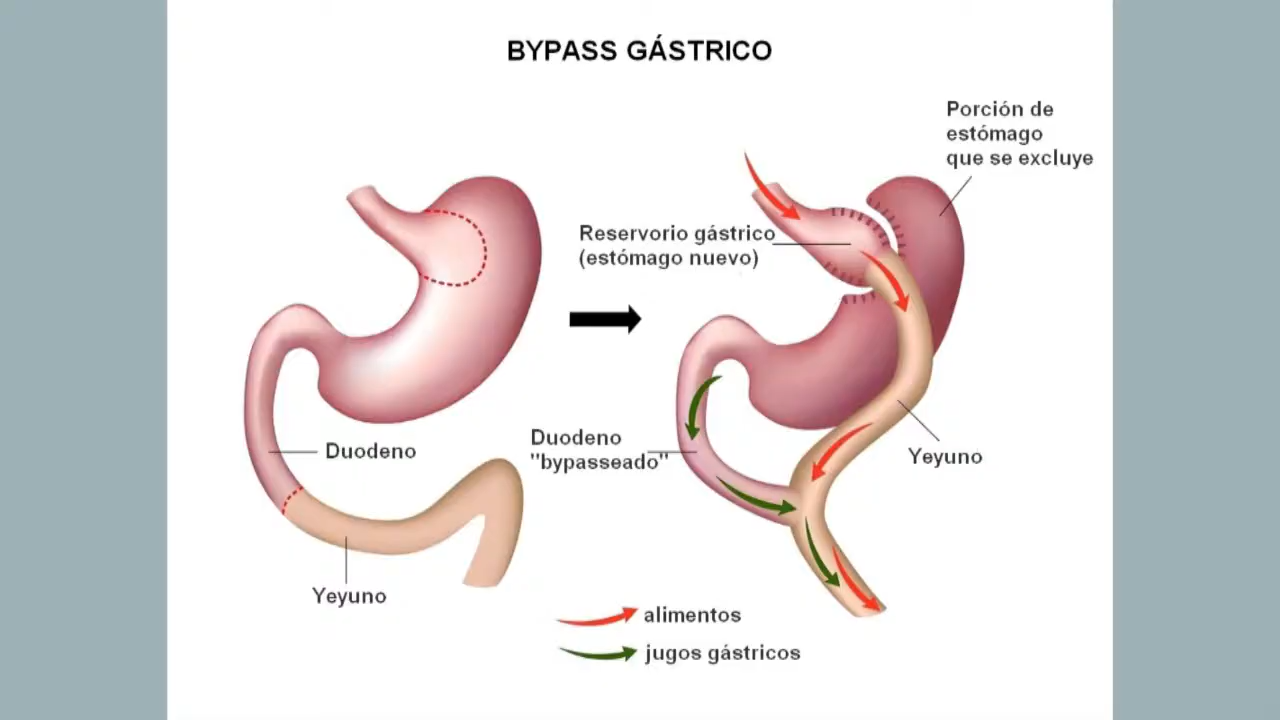 BYPASS GÁSTRICO
Porción de
estómago
que se excluye
Reservorio gástrico
(estómago nuevo)
Duodeno
Duodeno
"bypasseado"
Yeyuno
Yeyuno
alimentos
jugos gástricos